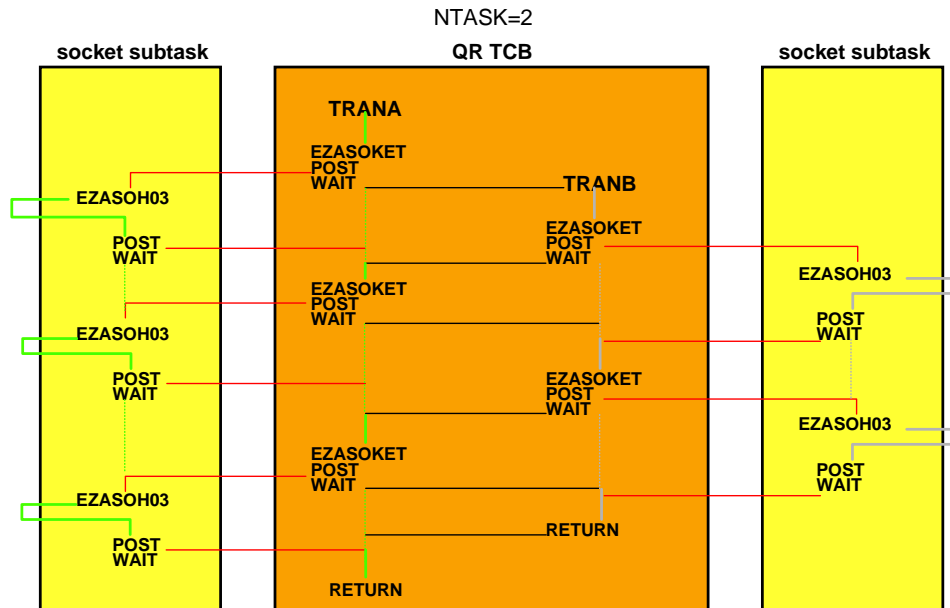 NTASK=2
socket subtask
QR TCB
socket subtask
TRANA
EZASOKET
POST
WAIT
TRANB
EZASOH03
EZASOKET
POST
WAIT
POST
WAIT
EZASOH03
EZASOKET
POST
WAIT
POST
WAIT
EZASOH03
EZASOKET
POST
WAIT
POST
WAIT
EZASOH03
EZASOKET
POST
WAIT
POST
WAIT
EZASOH03
RETURN
POST
WAIT
RETURN